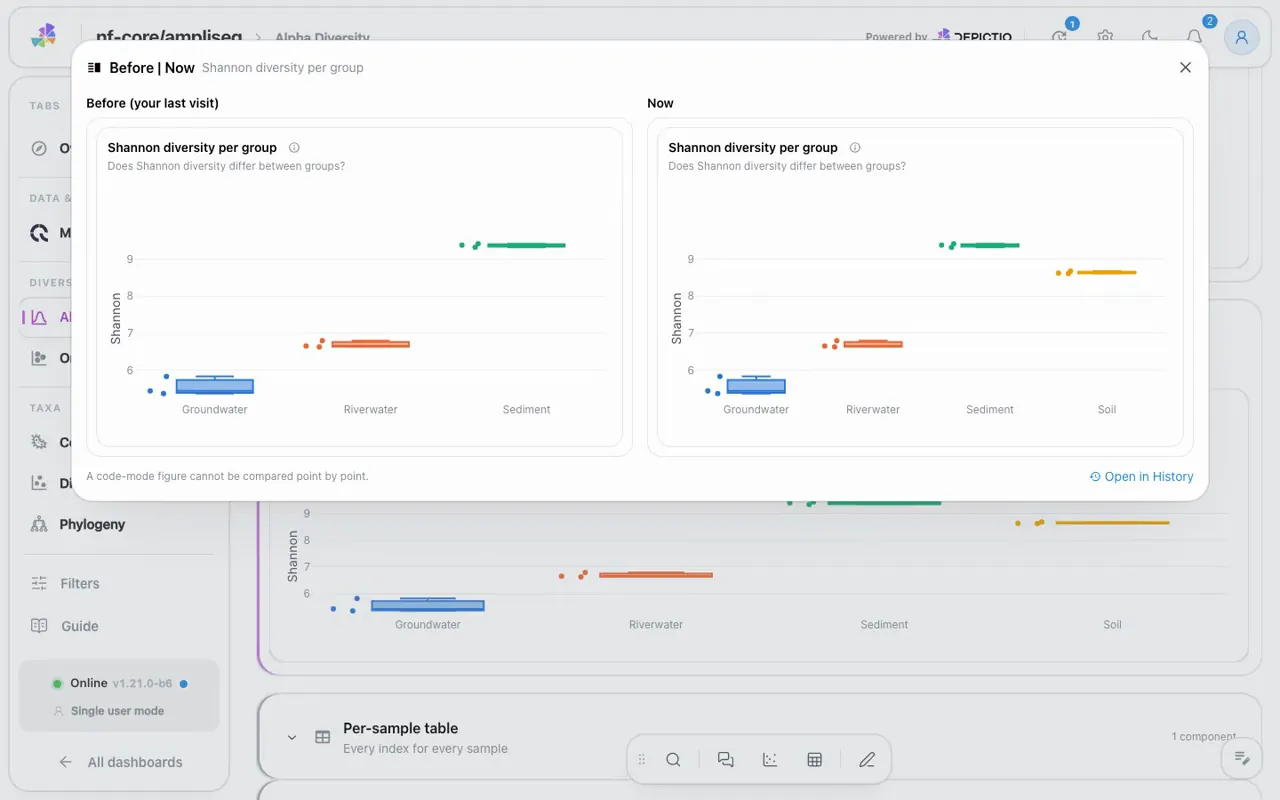 nf-core/ampliseq > Alpha Diversity
Powered by DEPICTIO
1
2
TABS
DATA &
DIVERS
TAXA
Phylogeny
Filters
Guide
Online v1.21.0-b6
Single user mode
All dashboards
Before | Now Shannon diversity per group
Before (your last visit)
Shannon diversity per group
Does Shannon diversity differ between groups?
9
8
7
6
Shannon
Groundwater Riverwater Sediment
Now
Shannon diversity per group
Does Shannon diversity differ between groups?
9
8
7
6
Shannon
Groundwater Riverwater Sediment Soil
A code-mode figure cannot be compared point by point.
Open in History
9
8
7
6
Shannon
Groundwater Riverwater Sediment Soil
Per-sample table
Every index for every sample
1 component